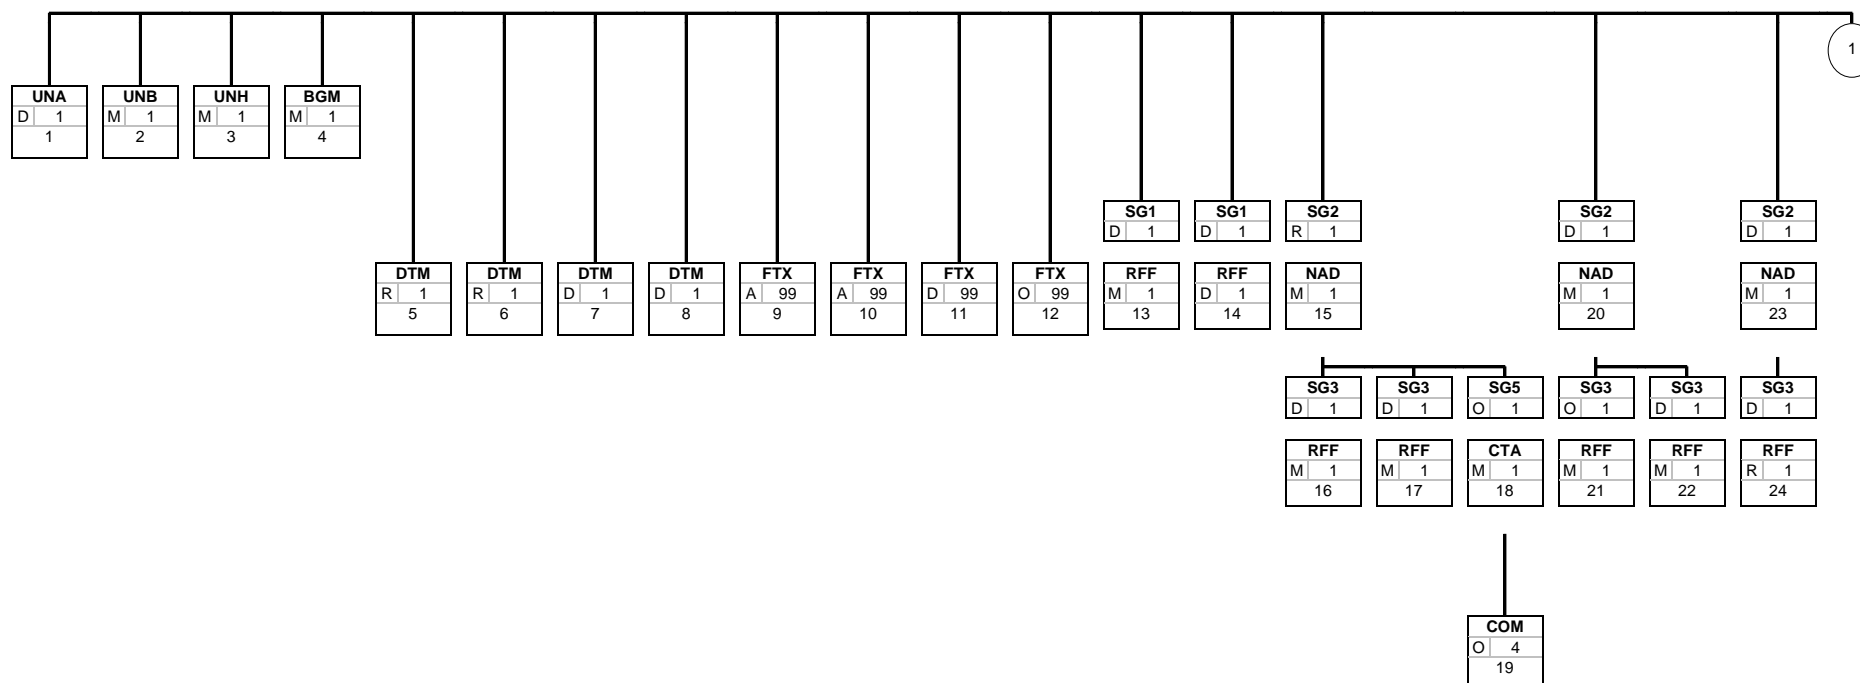 1
UNA UNB UNH BGM
D 1 M 1 M 1 M 1
1 2 3 4
SG1 SG1 SG2 SG2 SG2
D 1 D 1 R 1 D 1 D 1
DTM DTM DTM DTM FTX FTX FTX FTX RFF RFF NAD NAD NAD
R 1 R 1 D 1 D 1 A 99 A 99 D 99 O 99 M 1 D 1 M 1 M 1 M 1
5 6 7 8 9 10 11 12 13 14 15 20 23
SG3 SG3 SG5 SG3 SG3 SG3
D 1 D 1 O 1 O 1 D 1 D 1
RFF RFF CTA RFF RFF RFF
M 1 M 1 M 1 M 1 M 1 R 1
16 17 18 21 22 24
COM
O 4
19